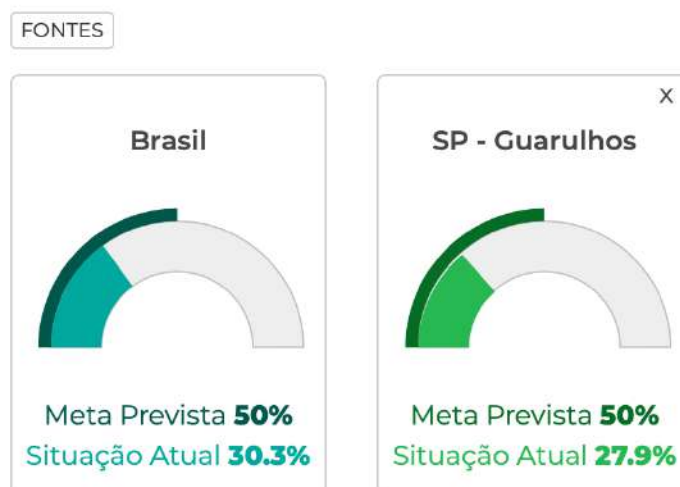 FONTES
Brasil
Meta Prevista 50%
Situação Atual 30.3%
X
SP - Guarulhos
Meta Prevista 50%
Situação Atual 27.9%